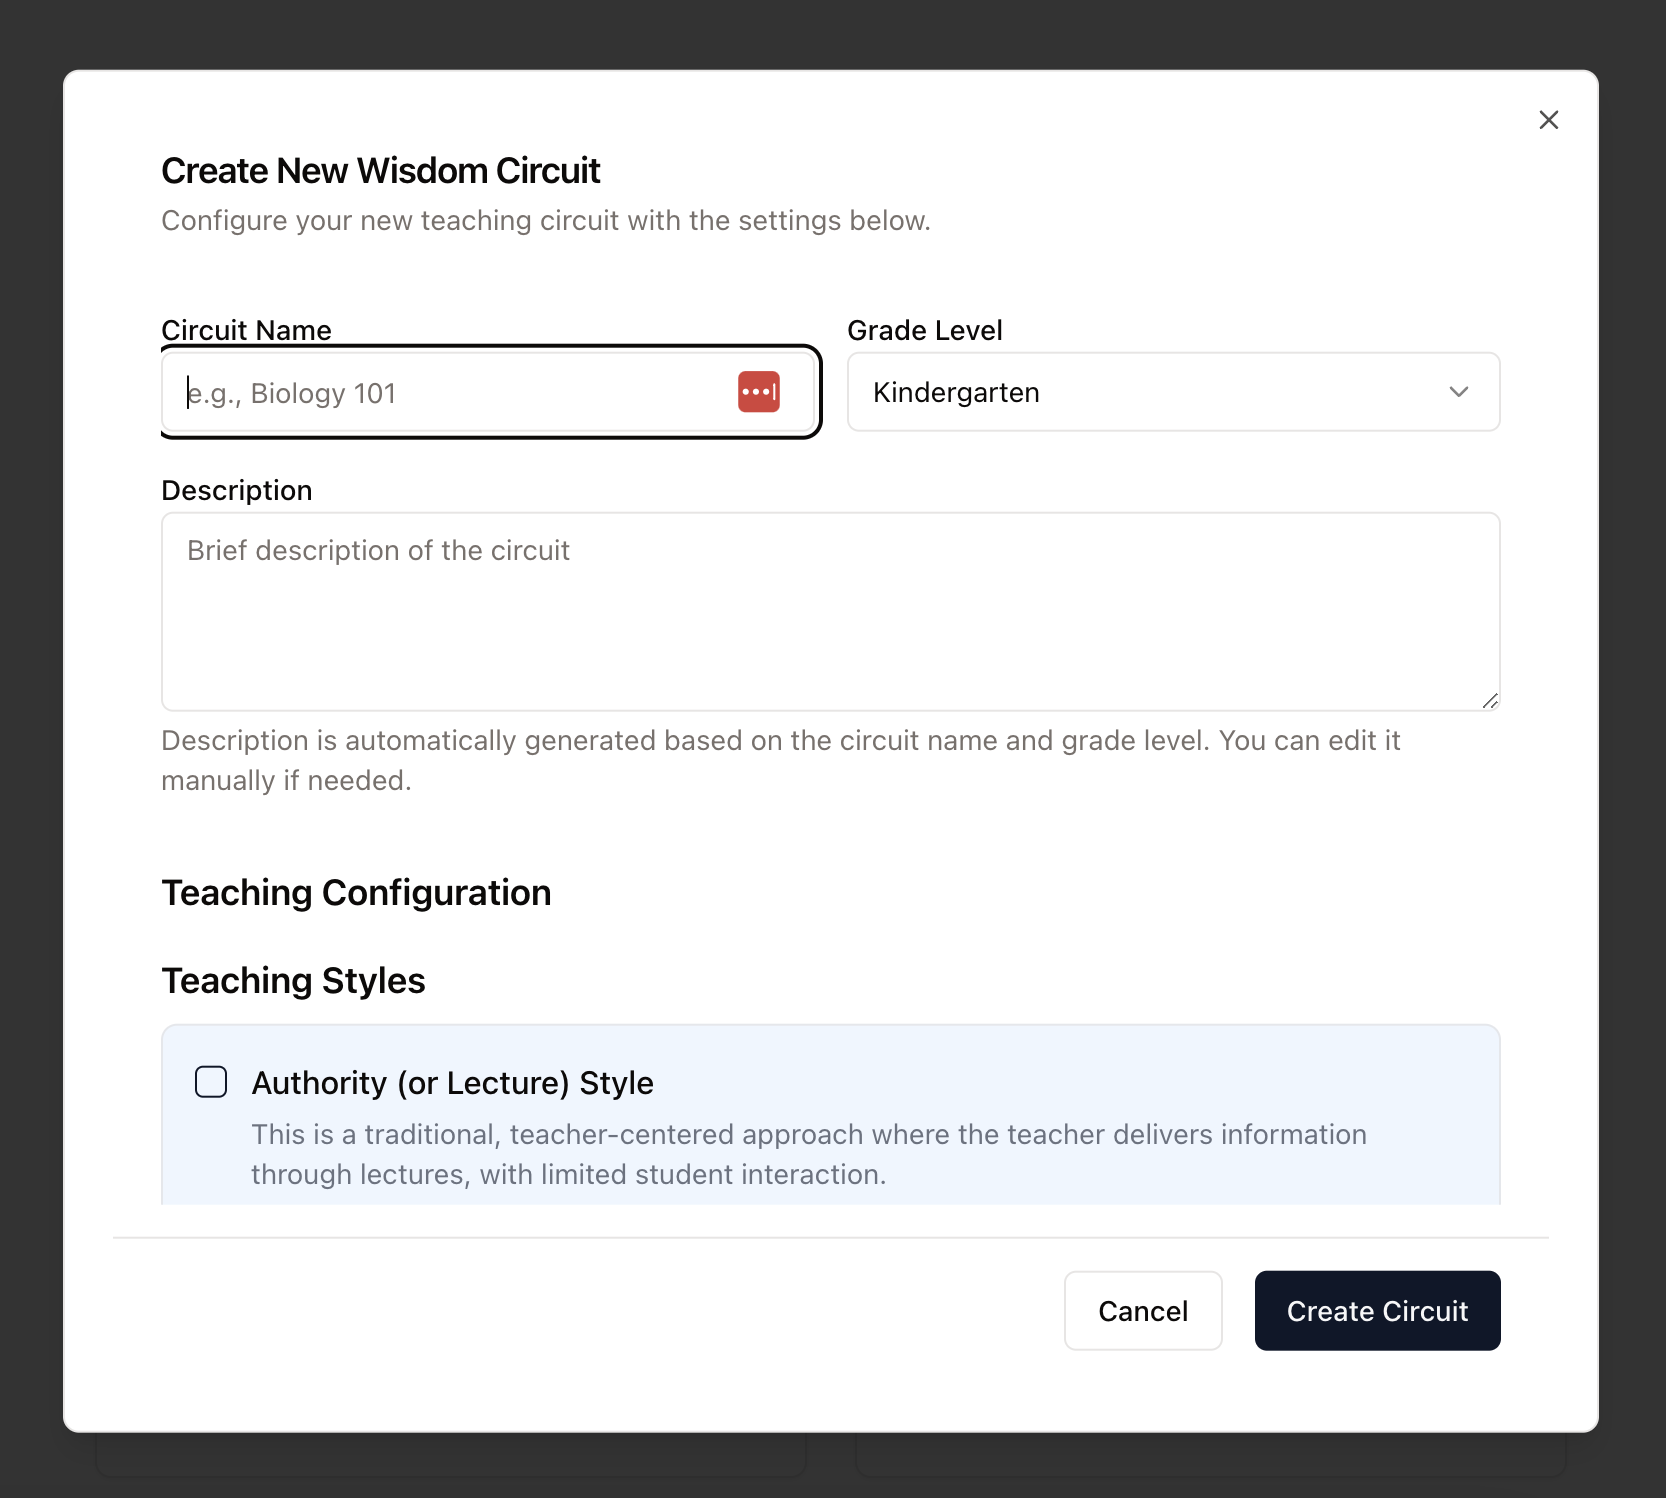 Create New Wisdom Circuit
Configure your new teaching circuit with the settings below.
Circuit Name
Grade Level
e.g., Biology 101
Kindergarten
Description
Brief description of the circuit
Description is automatically generated based on the circuit name and grade level. You can edit it
manually if needed.
Teaching Configuration
Teaching Styles
Authority (or Lecture) Style
This is a traditional, teacher-centered approach where the teacher delivers information
through lectures, with limited student interaction.
Cancel
Create Circuit